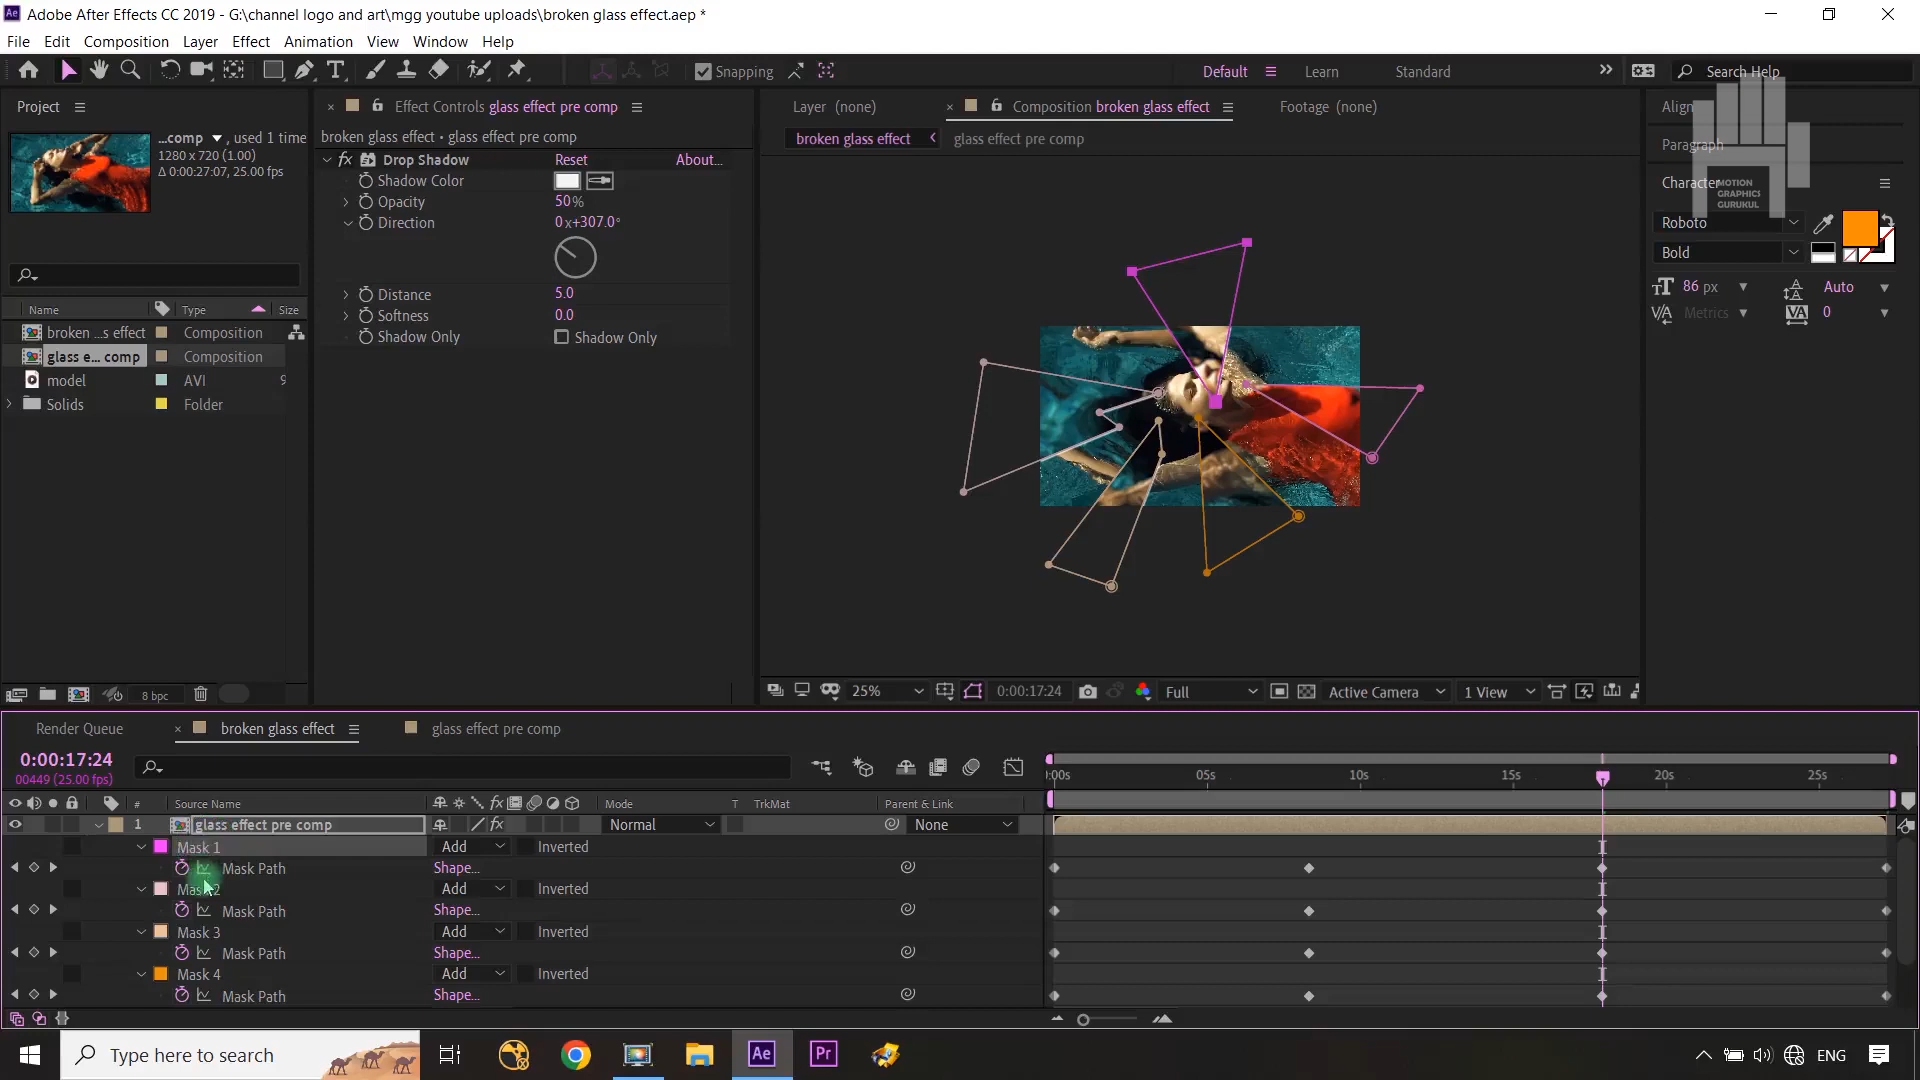 Adobe After Effects CC 2019 - G:\channel logo and art\mgg youtube uploads\broken glass effect.aep *
File Edit Composition Layer Effect Animation View Window Help
Snapping Default Learn Standard Search Help
Project Effect Controls glass effect pre comp Layer (none) Composition broken glass effect Footage (none) Align
...comp , used 1 time
1280 x 720 (1.00)
Δ 0:00:27:07, 25.00 fps
broken glass effect • glass effect pre comp
broken glass effect glass effect pre comp
Paragraph
fx Drop Shadow Reset About...
Shadow Color
Opacity 50%
Direction 0x+307.0°
Distance 5.0
Softness 0.0
Shadow Only Shadow Only
Character
MOTION
GRAPHICS
GURUKUL
Roboto
Bold
86 px Auto
Metrics 0
Name Type Size
broken ...s effect Composition
glass e... comp Composition
model AVI 9
Solids Folder
8 bpc
25% 0:00:17:24 Full Active Camera 1 View
Render Queue broken glass effect glass effect pre comp
0:00:17:24
00449 (25.00 fps)
:00s 05s 10s 15s 20s 25s
# Source Name fx Mode T TrkMat Parent & Link
1 glass effect pre comp fx Normal None
Mask 1 Add Inverted
Mask Path Shape...
Mask 2 Add Inverted
Mask Path Shape...
Mask 3 Add Inverted
Mask Path Shape...
Mask 4 Add Inverted
Mask Path Shape...
Type here to search Ae Pr ENG